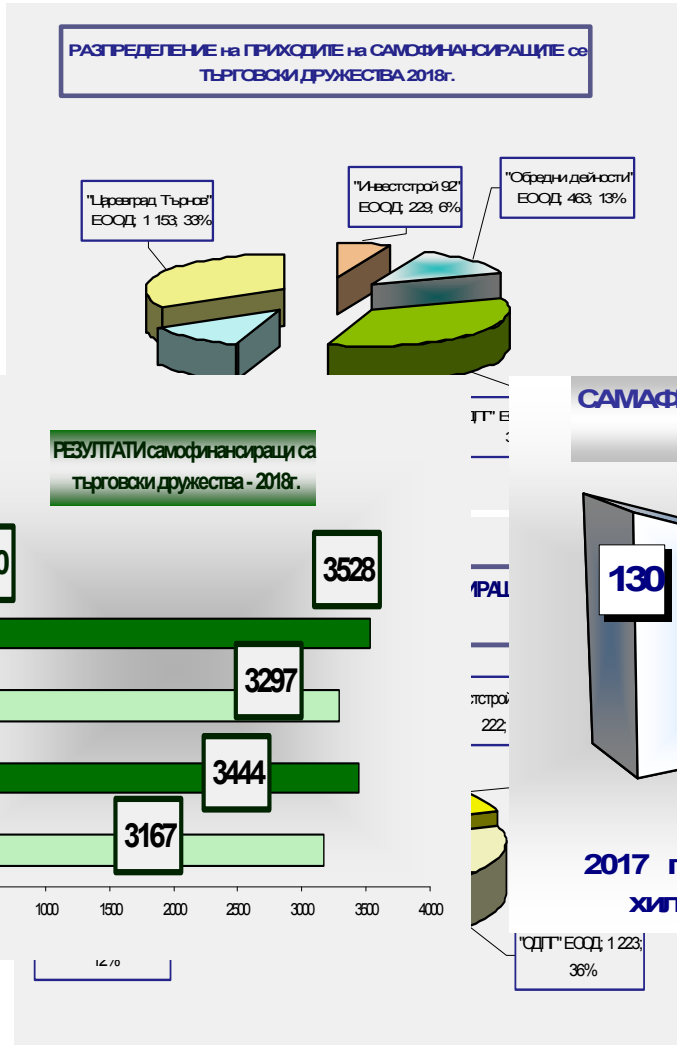 РАЗПРЕДЕЛЕНИЕ на ПРИХОДИТЕ на САМОФИНАНСИРАЩИТЕ се
ТЪРГОВСКИ ДРУЖЕСТВА 2018г.
"Царевград Търнов"
ЕООД; 1 153; 33%
"Инвестстрой 92"
ЕООД; 229; 6%
"Обредни дейности"
ЕООД; 463; 13%
САМАФ
РЕЗУЛТАТИ самофинансиращи са
търговски дружества - 2018г.
3528
130
3297
222;
3444
3167
2017
1000 1500 2000 2500 3000 3500 4000
12%
"ОДПГ" ЕООД; 1 223;
36%